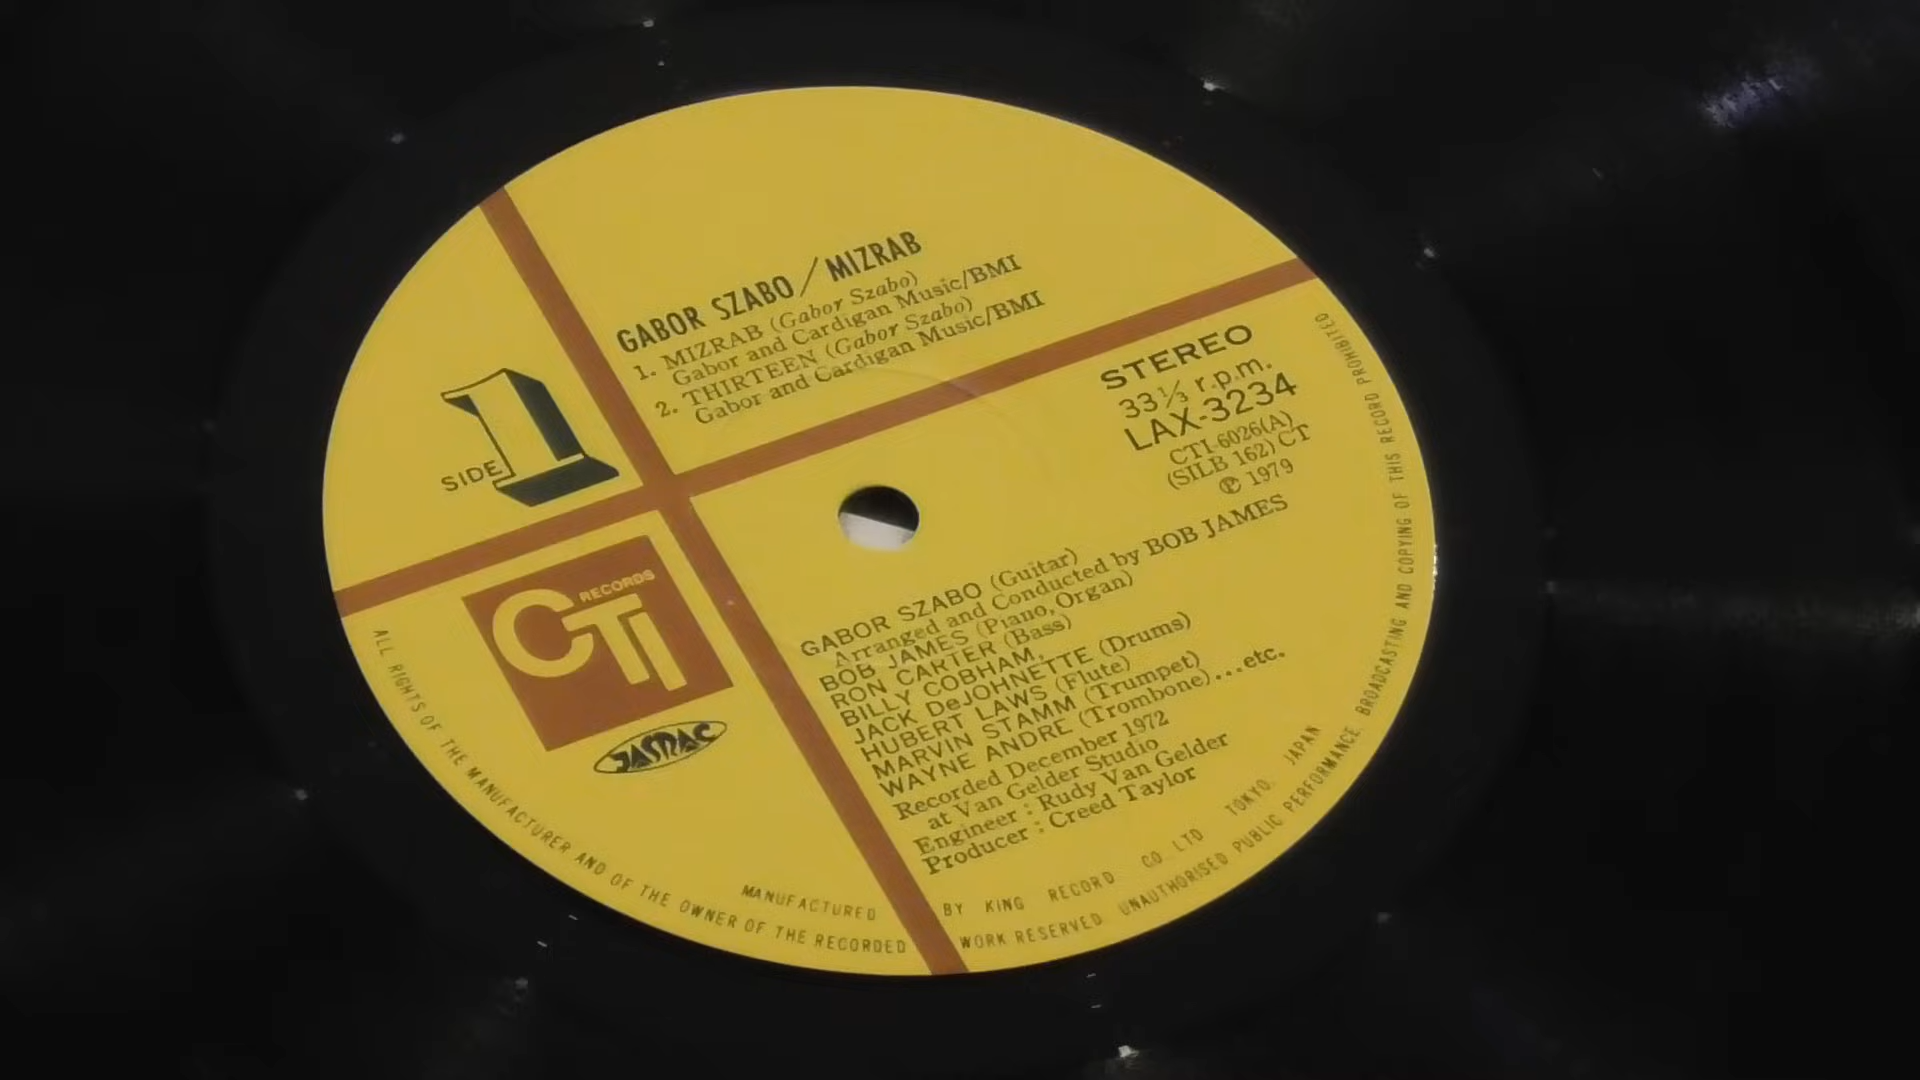 GABOR SZABO / MIZRAB
1. MIZRAB (Gabor Szabo)
Gabor and Cardigan Music/BMI
2. THIRTEEN (Gabor Szabo)
Gabor and Cardigan Music/BMI
SIDE 1
STEREO
33⅓ r.p.m.
LAX-3234
CTI-6026(A)
(SILB 162) CT
Ⓟ 1979
CTI RECORDS
JASRAC
GABOR SZABO (Guitar)
Arranged and Conducted by BOB JAMES
BOB JAMES (Piano, Organ)
RON CARTER (Bass)
BILLY COBHAM,
JACK DeJOHNETTE (Drums)
HUBERT LAWS (Flute)
MARVIN STAMM (Trumpet)
WAYNE ANDRE (Trombone)....etc.
Recorded December 1972
at Van Gelder Studio
Engineer : Rudy Van Gelder
Producer : Creed Taylor
MANUFACTURED BY KING RECORD CO. LTD TOKYO. JAPAN
ALL RIGHTS OF THE MANUFACTURER AND OF THE OWNER OF THE RECORDED WORK RESERVED UNAUTHORISED PUBLIC PERFORMANCE BROADCASTING AND COPYING OF THIS RECORD PROHIBITED